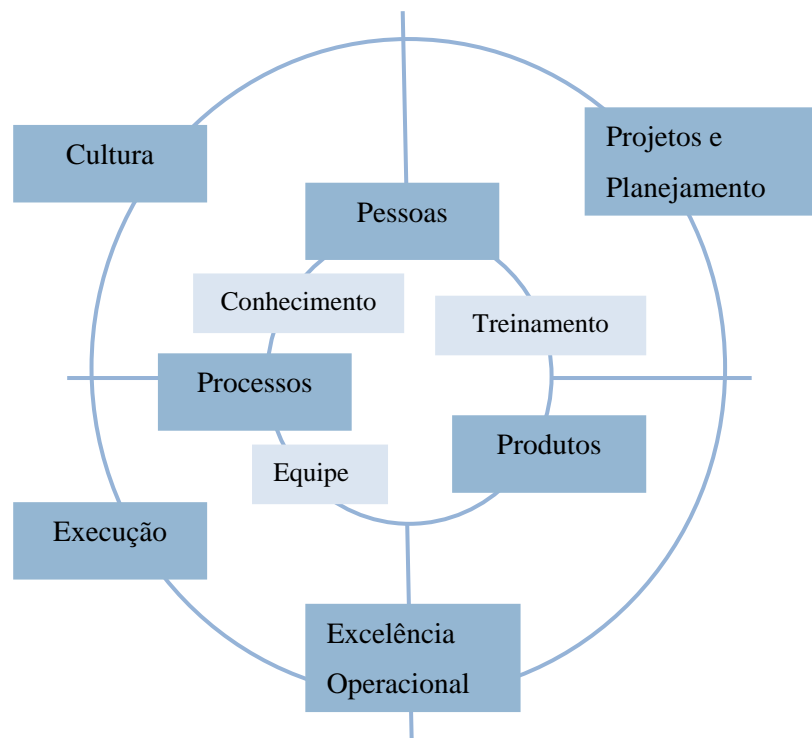 Cultura
Projetos e
Planejamento
Pessoas
Conhecimento
Treinamento
Processos
Produtos
Equipe
Execução
Excelência
Operacional